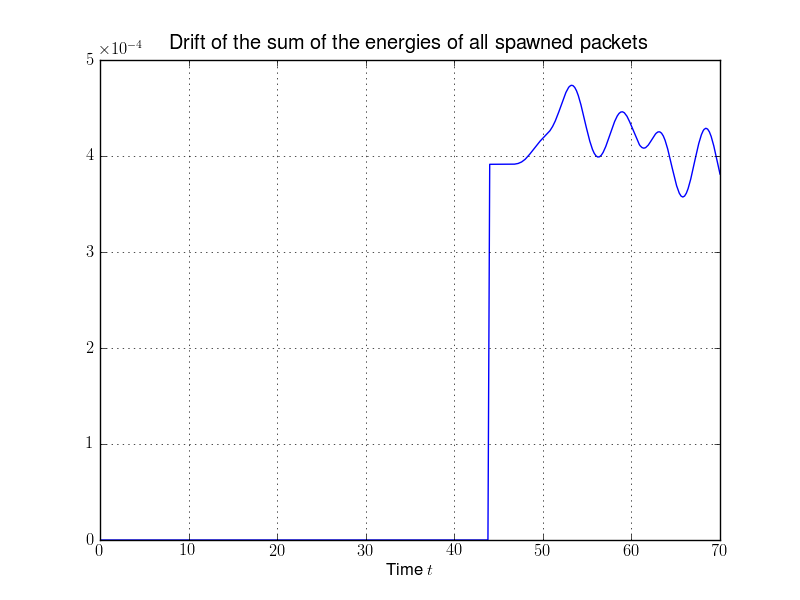 Drift of the sum of the energies of all spawned packets
×10⁻⁴
5
4
3
2
1
0
0 10 20 30 40 50 60 70
Time t